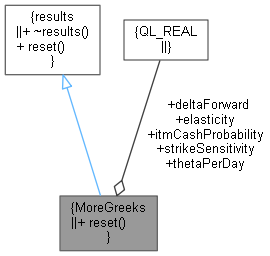 {results
||+ ~results()
+ reset()
}
{QL_REAL
||}
+deltaForward
+elasticity
+itmCashProbability
+strikeSensitivity
+thetaPerDay
{MoreGreeks
||+ reset()
}